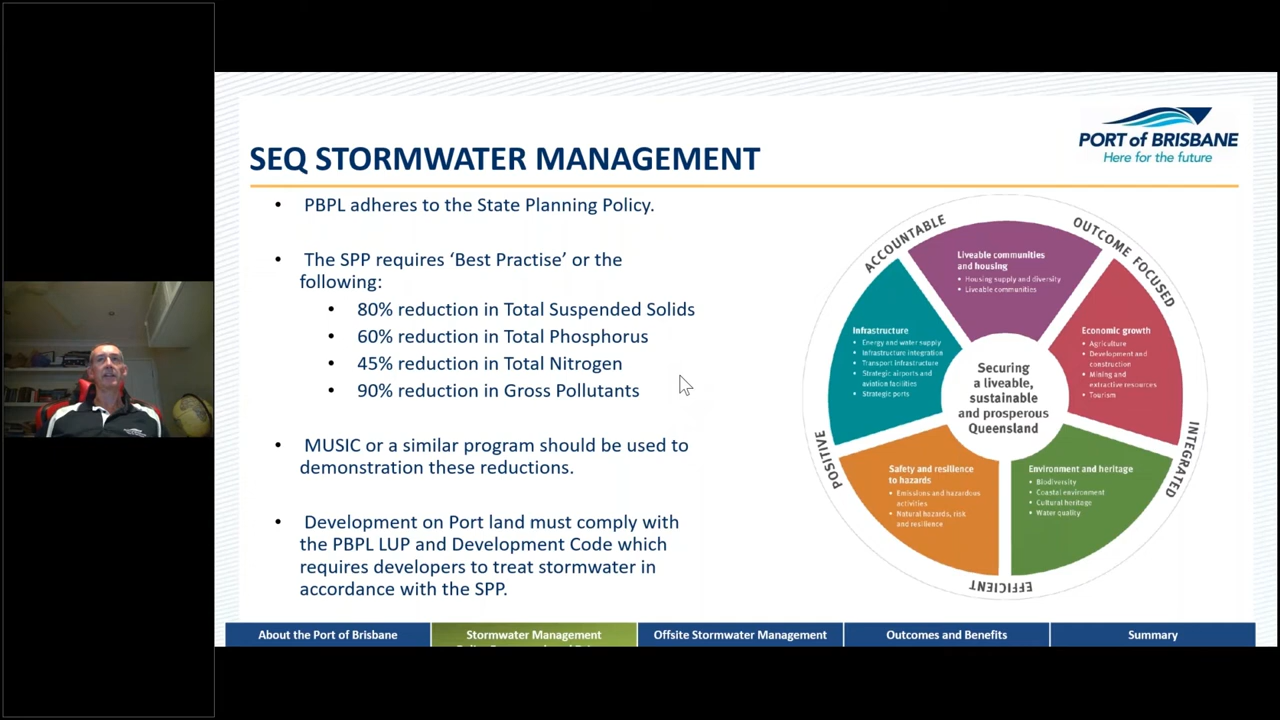 PORT of BRISBANE
Here for the future
SEQ STORMWATER MANAGEMENT
• PBPL adheres to the State Planning Policy.
• The SPP requires ‘Best Practise’ or the
following:
• 80% reduction in Total Suspended Solids
• 60% reduction in Total Phosphorus
• 45% reduction in Total Nitrogen
• 90% reduction in Gross Pollutants
• MUSIC or a similar program should be used to
demonstration these reductions.
• Development on Port land must comply with
the PBPL LUP and Development Code which
requires developers to treat stormwater in
accordance with the SPP.
ACCOUNTABLE
OUTCOME FOCUSED
INTEGRATED
EFFICIENT
POSITIVE
Liveable communities
and housing
• Housing supply and diversity
• Liveable communities
Economic growth
• Agriculture
• Development and
construction
• Mining and
extractive resources
• Tourism
Environment and heritage
• Biodiversity
• Coastal environment
• Cultural heritage
• Water quality
Safety and resilience
to hazards
• Emissions and hazardous
activities
• Natural hazards, risk
and resilience
Infrastructure
• Energy and water supply
• Infrastructure integration
• Transport infrastructure
• Strategic airports and
aviation facilities
• Strategic ports
Securing
a liveable,
sustainable
and prosperous
Queensland
About the Port of Brisbane
Stormwater Management
Offsite Stormwater Management
Outcomes and Benefits
Summary